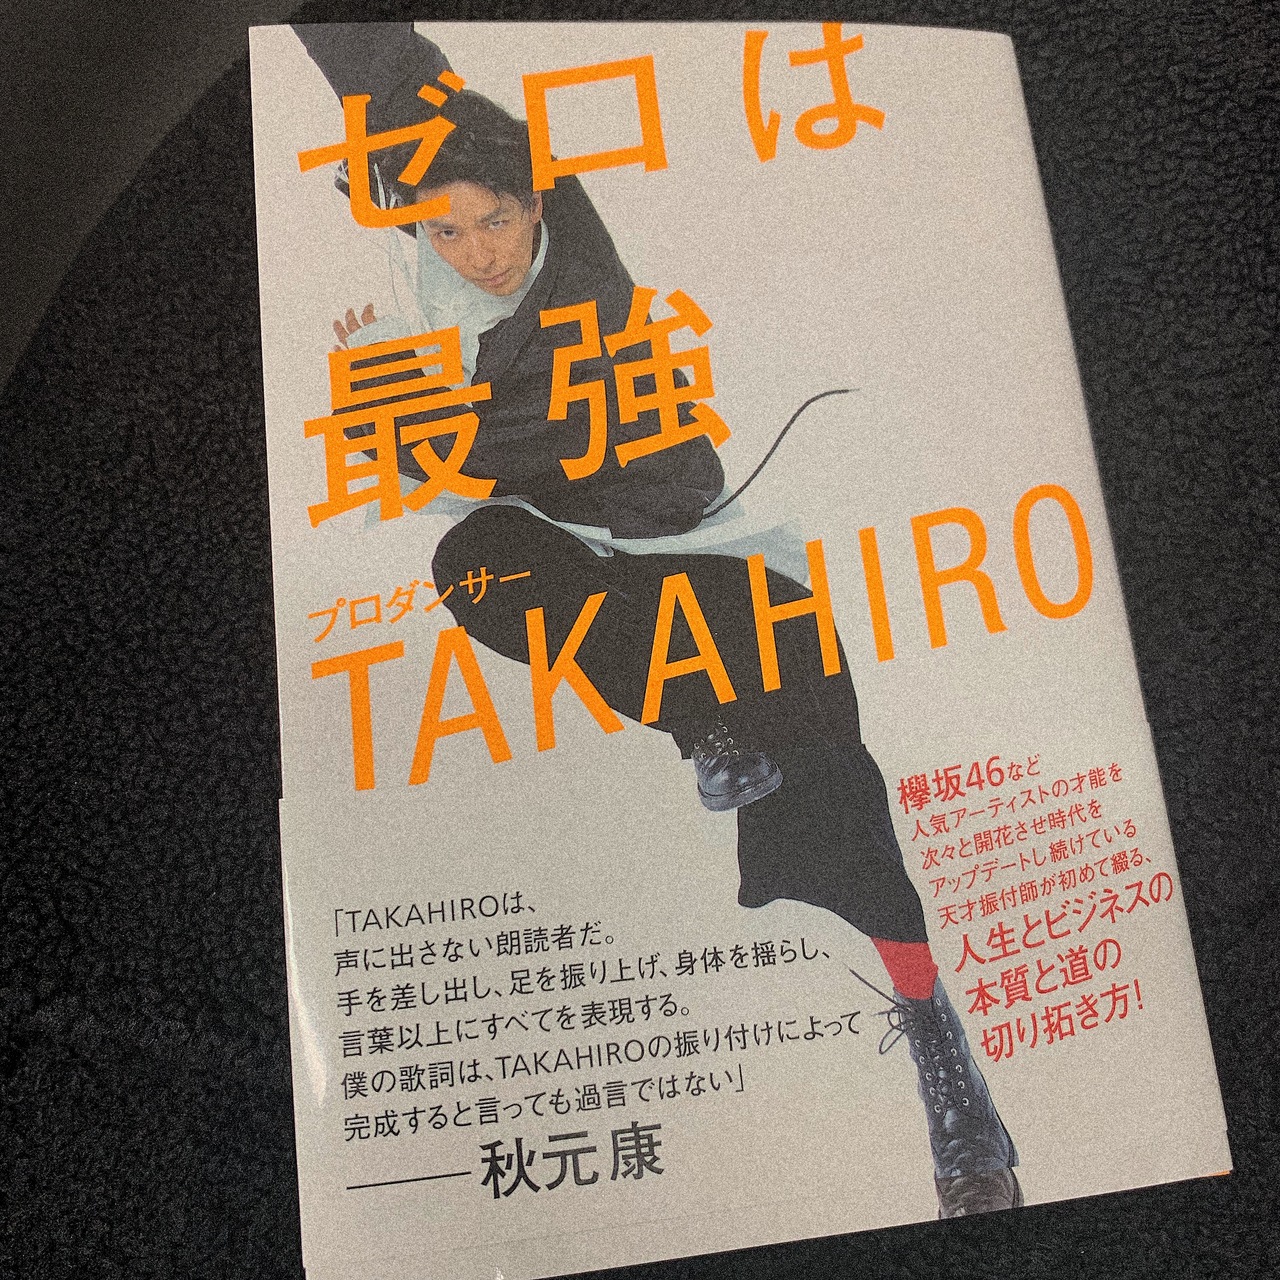 ゼロは
最強
プロダンサー
TAKAHIRO
欅坂46など
人気アーティストの才能を
次々と開花させ時代を
アップデートし続けている
天才振付師が初めて綴る、
人生とビジネスの
本質と道の
切り拓き方!
「TAKAHIROは、
声に出さない朗読者だ。
手を差し出し、足を振り上げ、身体を揺らし、
言葉以上にすべてを表現する。
僕の歌詞は、TAKAHIROの振り付けによって
完成すると言っても過言ではない」
——秋元 康